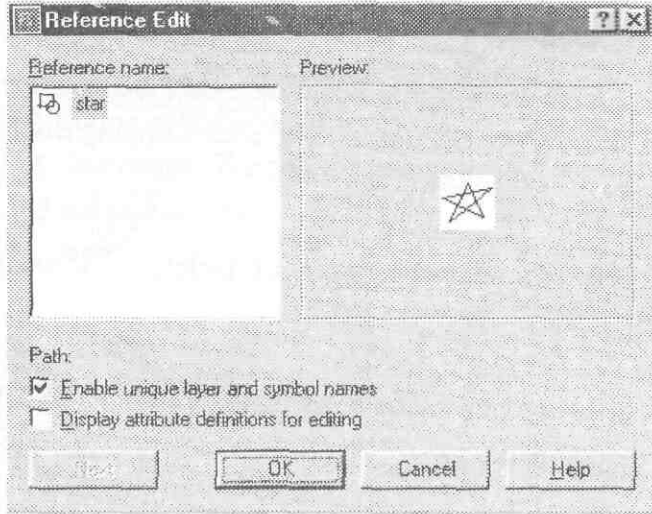 Reference Edit
Reference name: Preview:
star
Path:
Enable unique layer and symbol names
Display attribute definitions for editing
Next OK Cancel Help